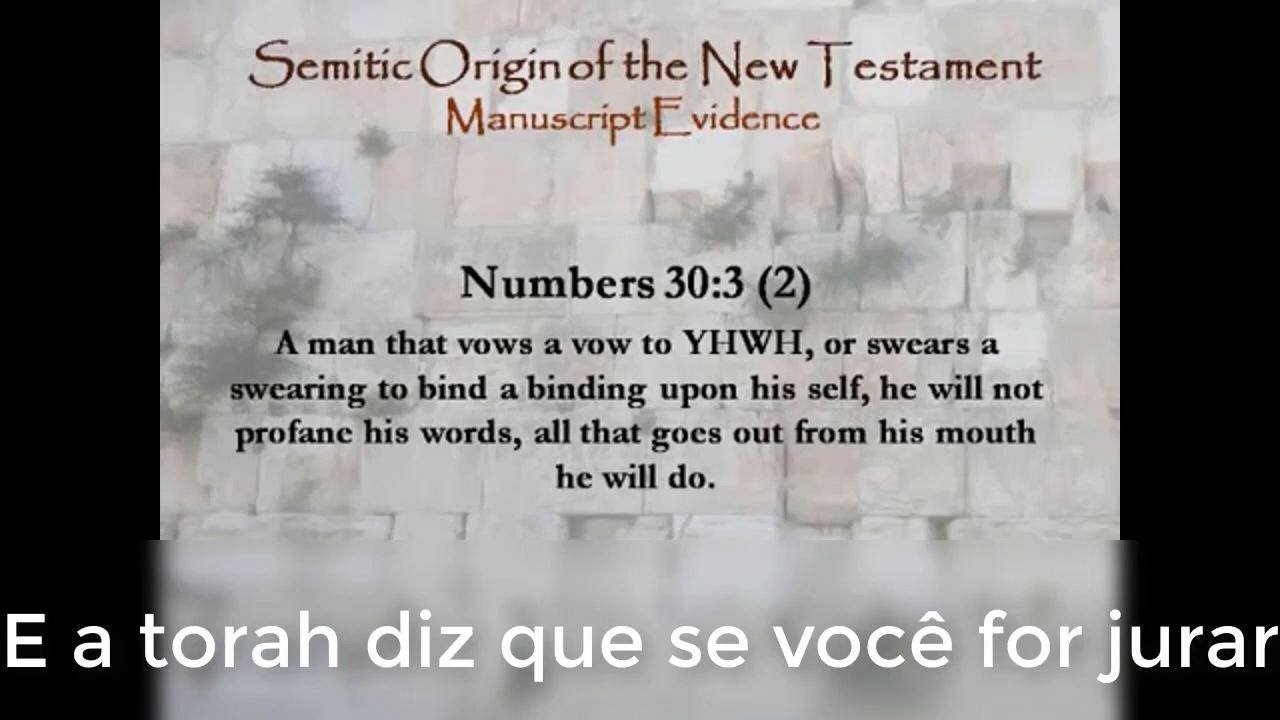 Semitic Origin of the New Testament
Manuscript Evidence
Numbers 30:3 (2)
A man that vows a vow to YHWH, or swears a
swearing to bind a binding upon his self, he will not
profane his words, all that goes out from his mouth
he will do.
E a torah diz que se você for jurar